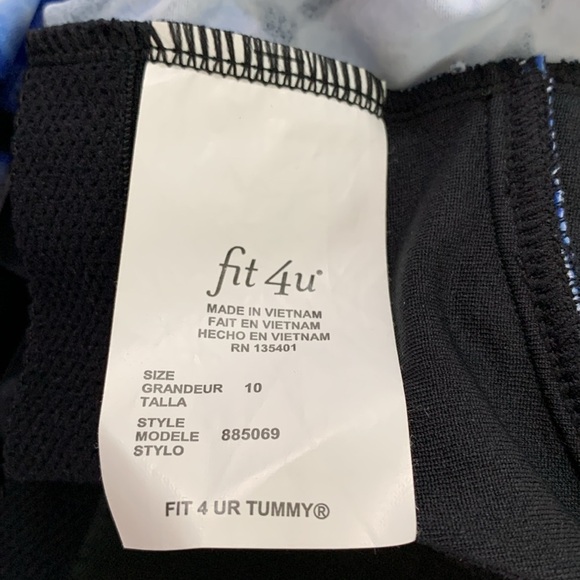 fit 4u®
MADE IN VIETNAM
FAIT EN VIETNAM
HECHO EN VIETNAM
RN 135401
SIZE
GRANDEUR 10
TALLA
STYLE
MODELE 885069
STYLO
FIT 4 UR TUMMY®